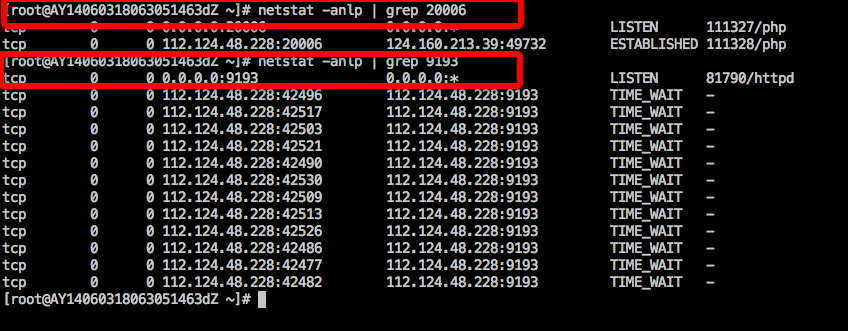 [root@AY14060318063051463dZ ~]# netstat -anlp | grep 20006
tcp 0 0 0.0.0.0:20006 0.0.0.0:* LISTEN 111327/php
tcp 0 0 112.124.48.228:20006 124.160.213.39:49732 ESTABLISHED 111328/php
[root@AY14060318063051463dZ ~]# netstat -anlp | grep 9193
tcp 0 0 0.0.0.0:9193 0.0.0.0:* LISTEN 81790/httpd
tcp 0 0 112.124.48.228:42496 112.124.48.228:9193 TIME_WAIT -
tcp 0 0 112.124.48.228:42517 112.124.48.228:9193 TIME_WAIT -
tcp 0 0 112.124.48.228:42503 112.124.48.228:9193 TIME_WAIT -
tcp 0 0 112.124.48.228:42521 112.124.48.228:9193 TIME_WAIT -
tcp 0 0 112.124.48.228:42490 112.124.48.228:9193 TIME_WAIT -
tcp 0 0 112.124.48.228:42530 112.124.48.228:9193 TIME_WAIT -
tcp 0 0 112.124.48.228:42509 112.124.48.228:9193 TIME_WAIT -
tcp 0 0 112.124.48.228:42513 112.124.48.228:9193 TIME_WAIT -
tcp 0 0 112.124.48.228:42526 112.124.48.228:9193 TIME_WAIT -
tcp 0 0 112.124.48.228:42486 112.124.48.228:9193 TIME_WAIT -
tcp 0 0 112.124.48.228:42477 112.124.48.228:9193 TIME_WAIT -
tcp 0 0 112.124.48.228:42482 112.124.48.228:9193 TIME_WAIT -
[root@AY14060318063051463dZ ~]#